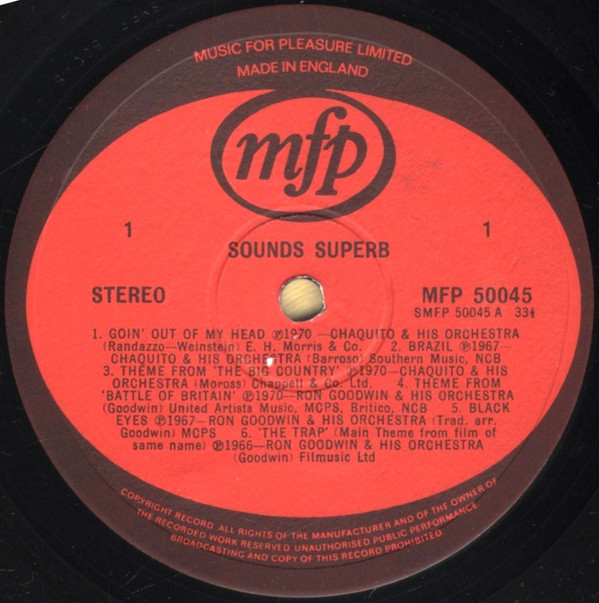 MUSIC FOR PLEASURE LIMITED
MADE IN ENGLAND
mfp
1 1
SOUNDS SUPERB
STEREO MFP 50045
SMFP 50045 A 33⅓
1. GOIN' OUT OF MY HEAD ℗1970 —CHAQUITO & HIS ORCHESTRA
(Randazzo—Weinstein) E. H. Morris & Co. 2. BRAZIL ℗1967—
CHAQUITO & HIS ORCHESTRA (Barroso) Southern Music, NCB
3. THEME FROM 'THE BIG COUNTRY' ℗1970—CHAQUITO & HIS
ORCHESTRA (Moross) Chappell & Co. Ltd. 4. THEME FROM
'BATTLE OF BRITAIN' ℗1970—RON GOODWIN & HIS ORCHESTRA
(Goodwin) United Artists Music, MCPS, Britico, NCB 5. BLACK
EYES ℗1967—RON GOODWIN & HIS ORCHESTRA (Trad. arr.
Goodwin) MCPS 6. 'THE TRAP' (Main Theme from film of
same name) ℗1966—RON GOODWIN & HIS ORCHESTRA
(Goodwin) Filmusic Ltd
COPYRIGHT RECORD. ALL RIGHTS OF THE MANUFACTURER AND OF THE OWNER OF
THE RECORDED WORK RESERVED. UNAUTHORISED PUBLIC PERFORMANCE
BROADCASTING AND COPY OF THIS RECORD PROHIBITED.